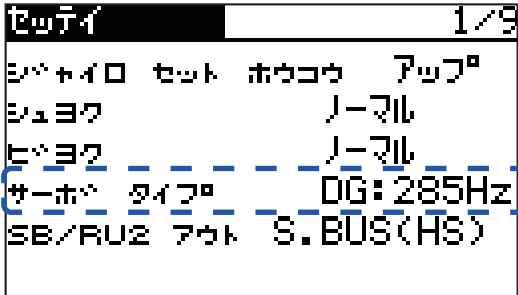 セッテイ 1/9
ジャイロ セット ホウコウ アップ
シュヨク ノーマル
ビヨク ノーマル
サーボ タイプ DG:285Hz
SB/RU2 アウト S.BUS(HS)